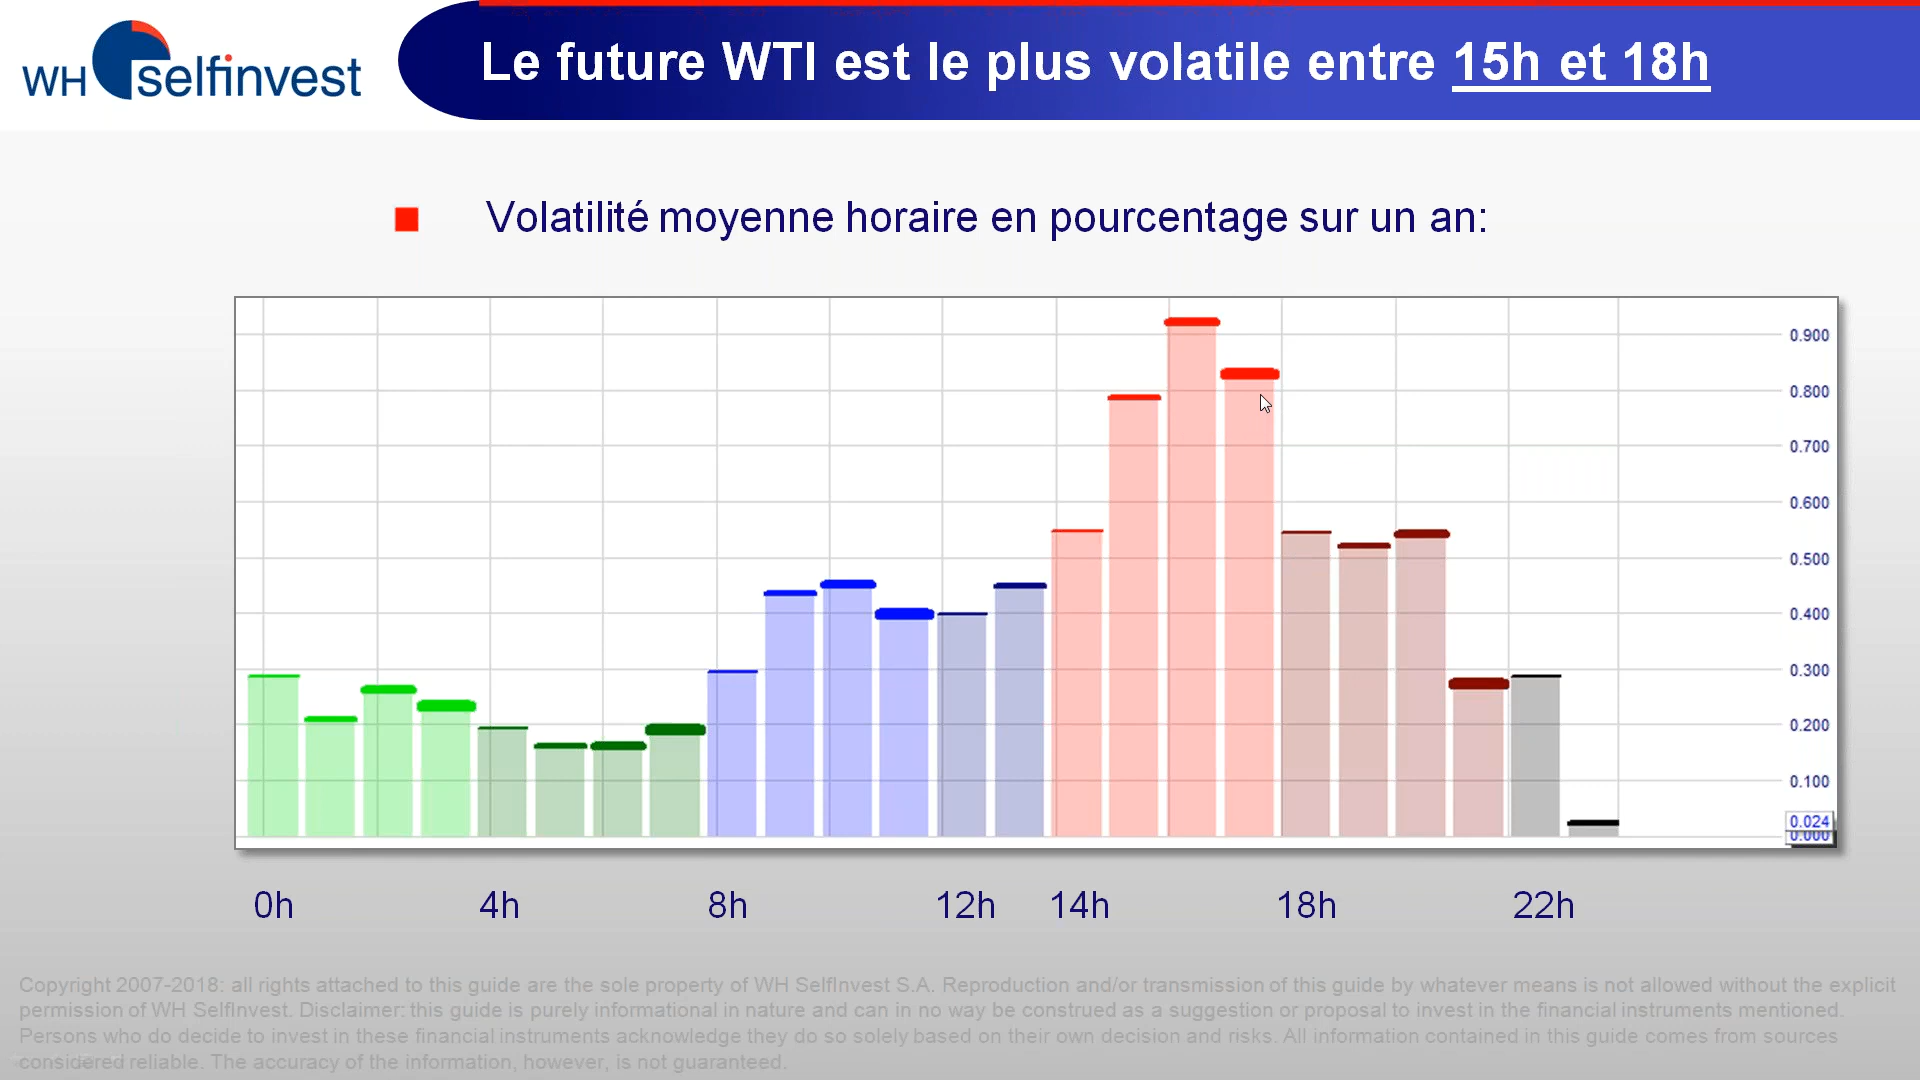 WH selfinvest
Le future WTI est le plus volatile entre 15h et 18h
Volatilité moyenne horaire en pourcentage sur un an:
0.900
0.800
0.700
0.600
0.500
0.400
0.300
0.200
0.100
0.024
0.000
0h 4h 8h 12h 14h 18h 22h
Copyright 2007-2018: all rights attached to this guide are the sole property of WH SelfInvest S.A. Reproduction and/or transmission of this guide by whatever means is not allowed without the explicit
permission of WH SelfInvest. Disclaimer: this guide is purely informational in nature and can in no way be construed as a suggestion or proposal to invest in the financial instruments mentioned.
Persons who do decide to invest in these financial instruments acknowledge they do so solely based on their own decision and risks. All information contained in this guide comes from sources
considered reliable. The accuracy of the information, however, is not guaranteed.